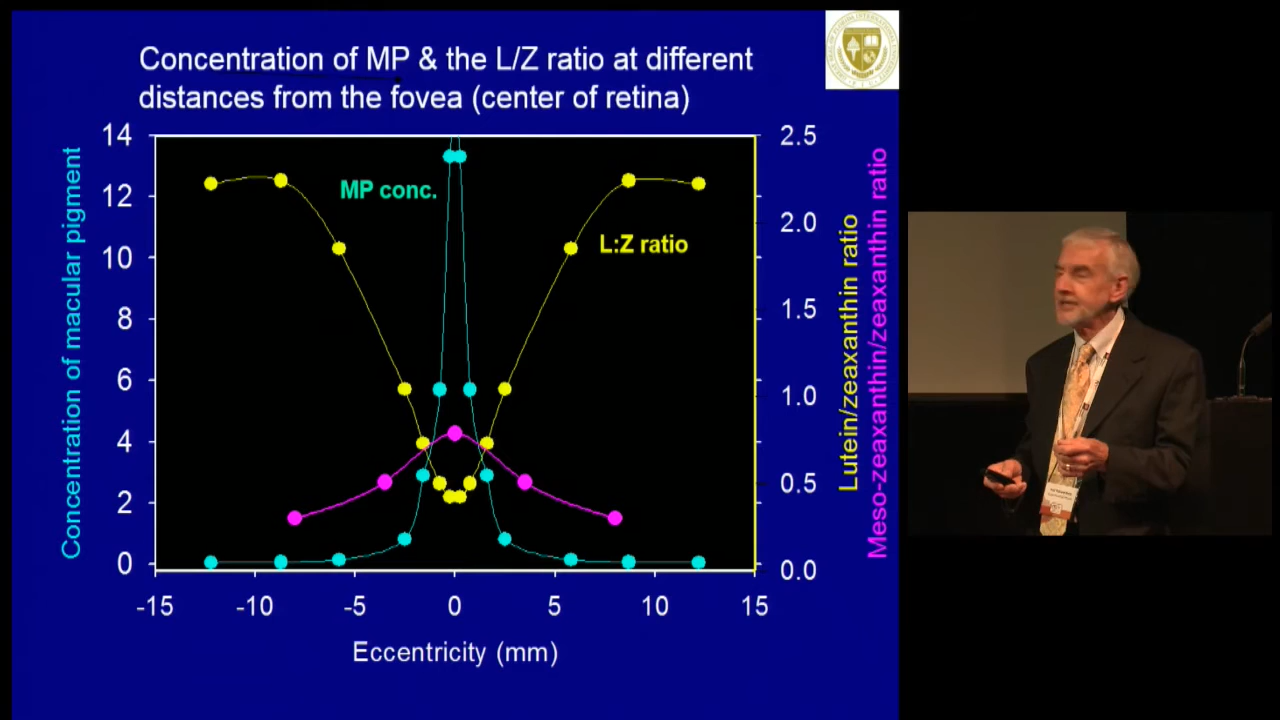 Concentration of MP & the L/Z ratio at different
distances from the fovea (center of retina)
Concentration of macular pigment
14
12
10
8
6
4
2
0
MP conc.
L:Z ratio
2.5
2.0
1.5
1.0
0.5
0.0
Lutein/zeaxanthin ratio
Meso-zeaxanthin/zeaxanthin ratio
-15
-10
-5
0
5
10
15
Eccentricity (mm)